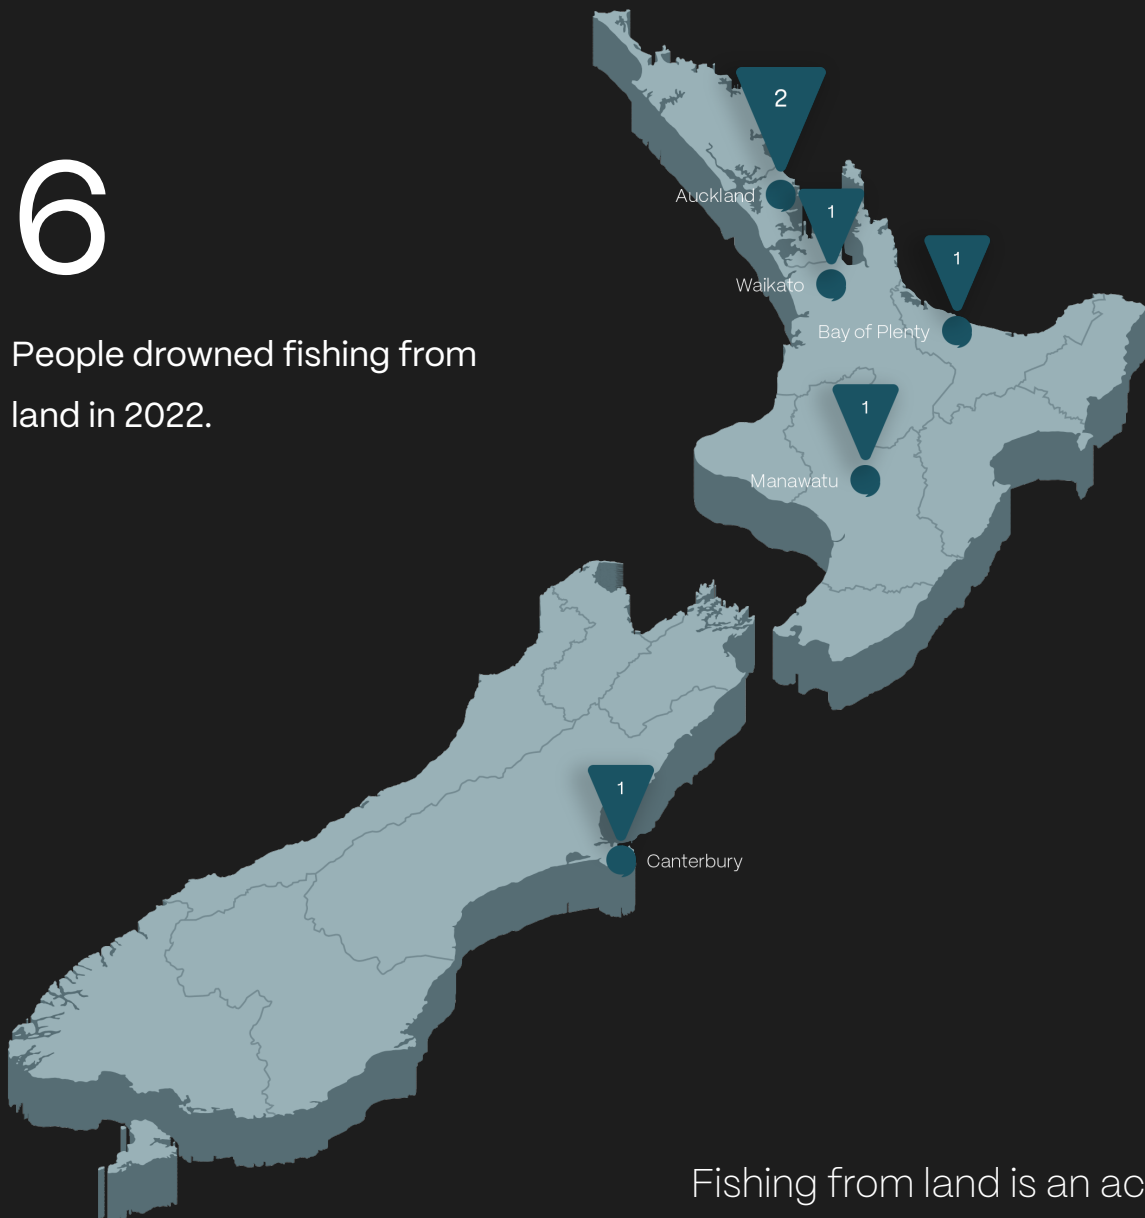 2
6
Auckland
1
Waikato
1
Bay of Plenty
People drowned fishing from
land in 2022.
1
Manawatu
1
Canterbury
Fishing from land is an ac